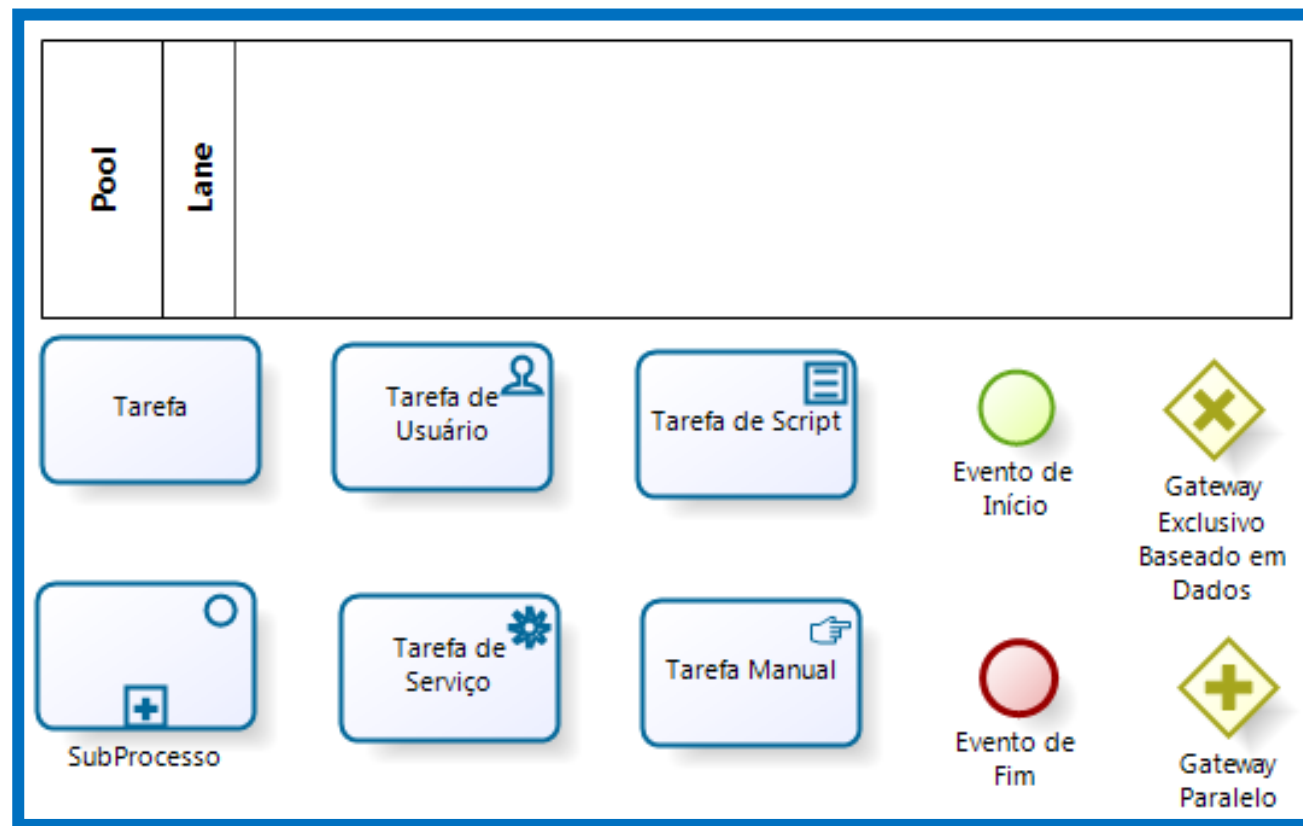 Pool
Lane
Tarefa
Tarefa de
Usuário
Tarefa de Script
Evento de
Início
Gateway
Exclusivo
Baseado em
Dados
SubProcesso
Tarefa de
Serviço
Tarefa Manual
Evento de
Fim
Gateway
Paralelo